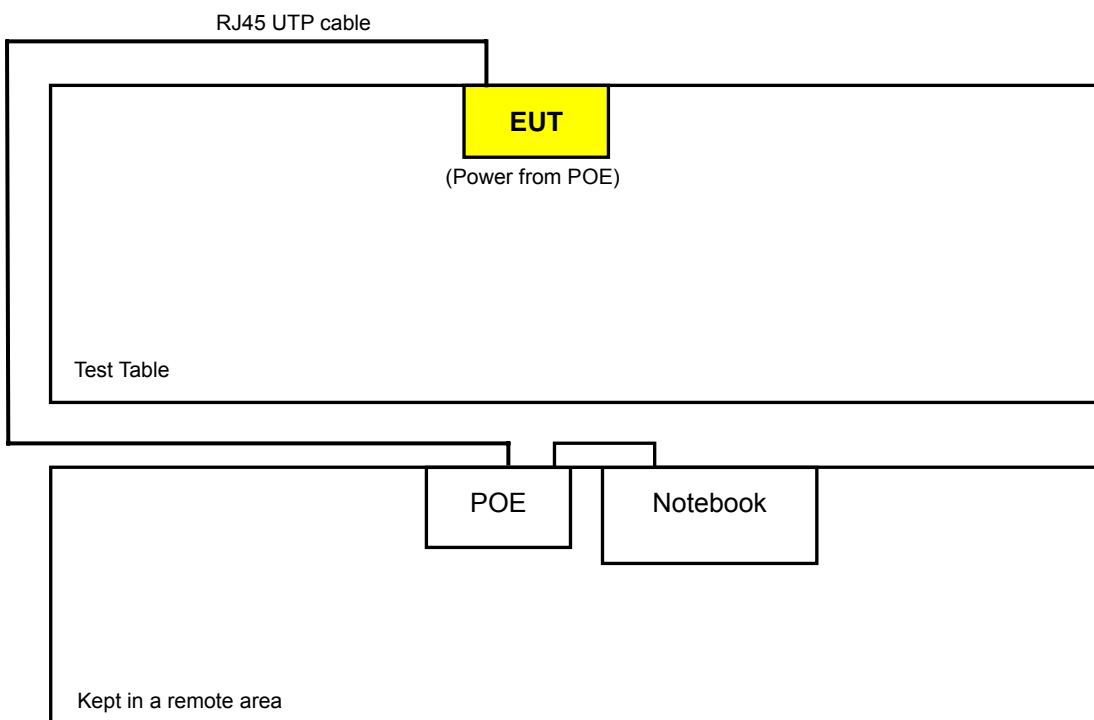 RJ45 UTP cable
EUT
(Power from POE)
Test Table
POE
Notebook
Kept in a remote area